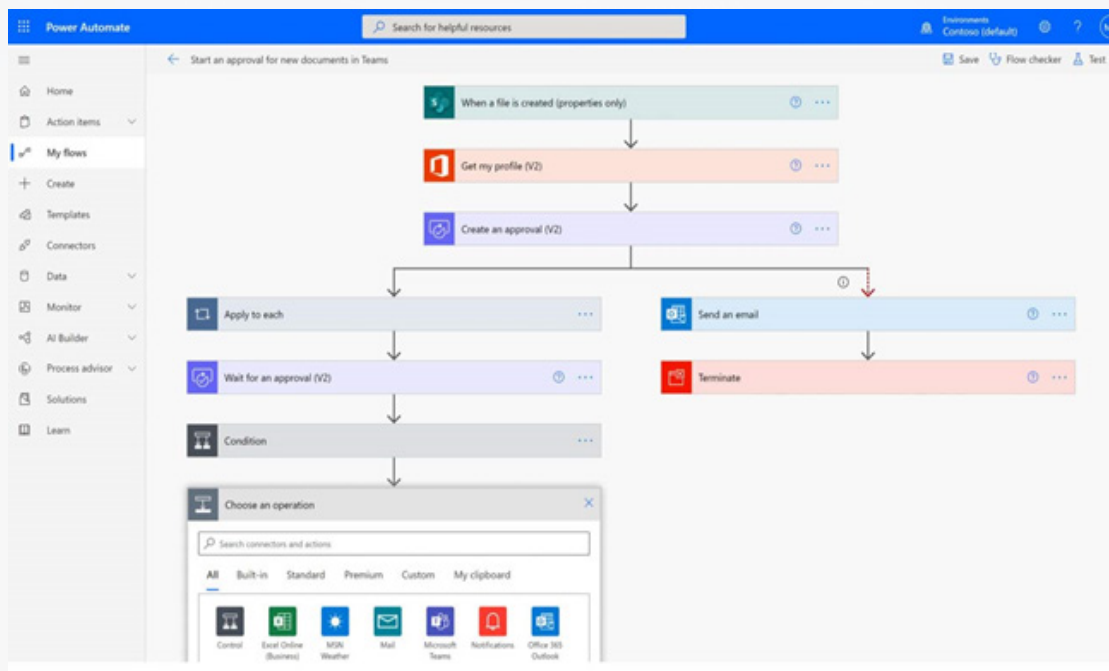 Power Automate
Search for helpful resources
Environments
Contoso (default)
?
Start an approval for new documents in Teams
Save
Flow checker
Test
Home
Action items
My flows
Create
Templates
Connectors
Data
Monitor
AI Builder
Process advisor
Solutions
Learn
When a file is created (properties only)
Get my profile (V2)
Create an approval (V2)
Apply to each
Send an email
Wait for an approval (V2)
Terminate
Condition
Choose an operation
Search connectors and actions
All Built-in Standard Premium Custom My clipboard
Control
Excel Online
(Business)
MSN
Weather
Mail
Microsoft
Teams
Notifications
Office 365
Outlook